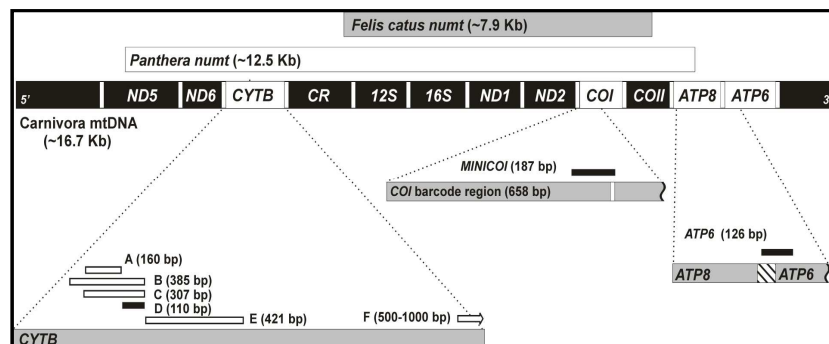 Felis catus numt (~7.9 Kb)
Panthera numt (~12.5 Kb)
5' ND5 ND6 CYTB CR 12S 16S ND1 ND2 COI COII ATP8 ATP6 3'
Carnivora mtDNA
(~16.7 Kb)
MINICOI (187 bp)
COI barcode region (658 bp)
ATP6 (126 bp)
ATP8 ATP6
A (160 bp)
B (385 bp)
C (307 bp)
D (110 bp)
E (421 bp) F (500-1000 bp)
CYTB